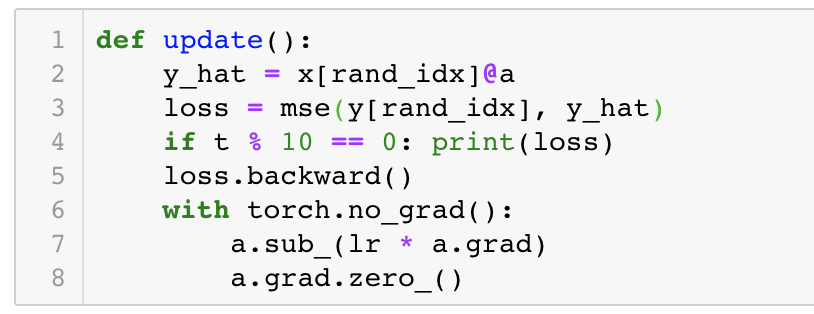 1 def update():
2     y_hat = x[rand_idx]@a
3     loss = mse(y[rand_idx], y_hat)
4     if t % 10 == 0: print(loss)
5     loss.backward()
6     with torch.no_grad():
7         a.sub_(lr * a.grad)
8         a.grad.zero_()